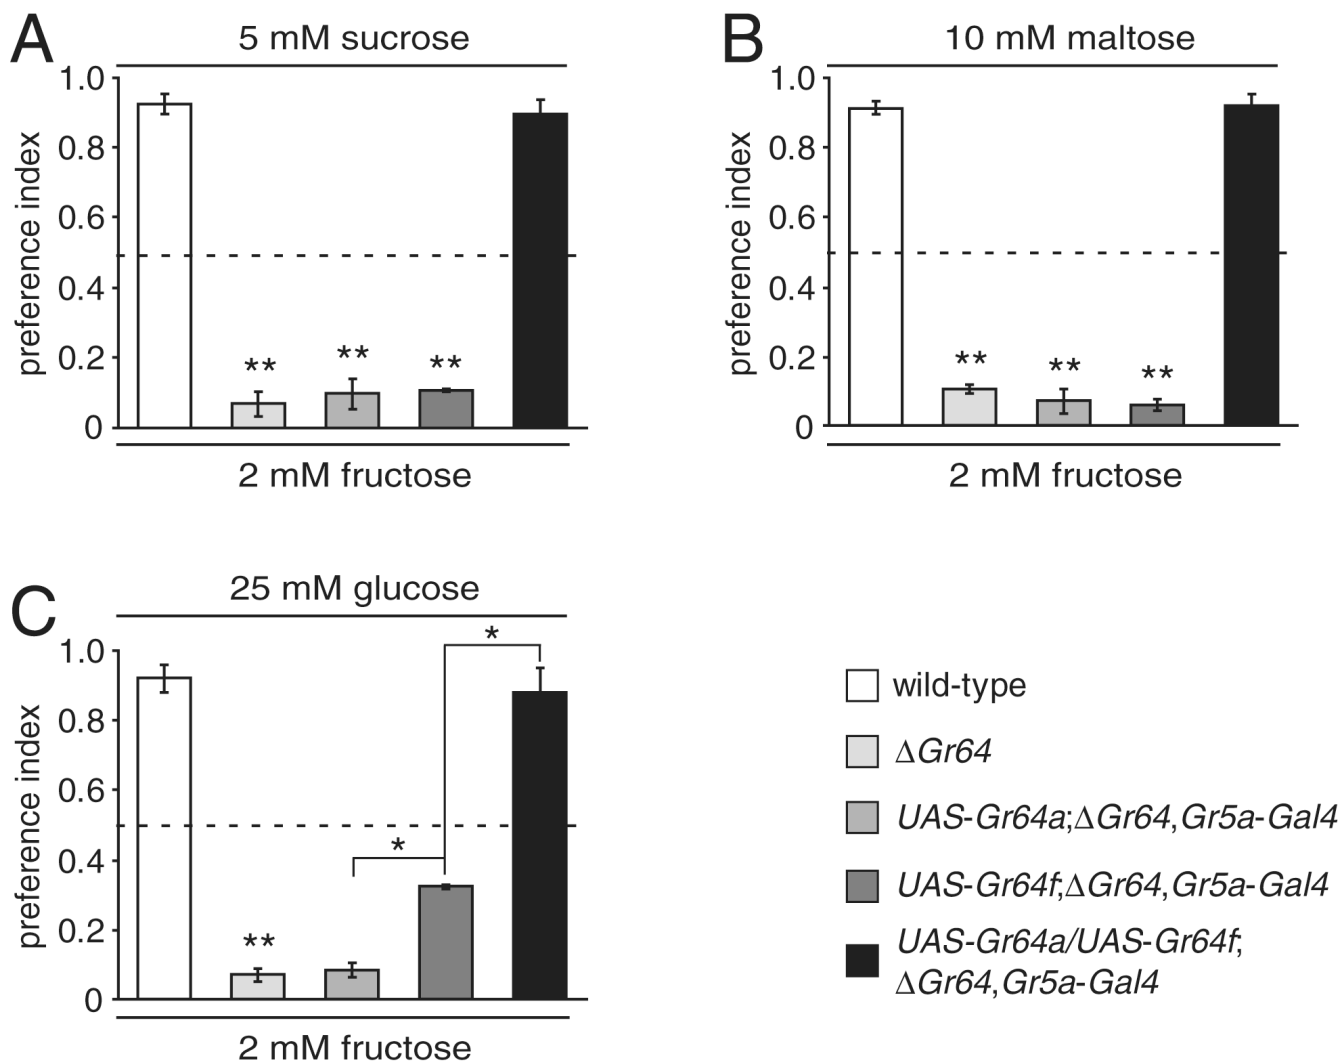 A
5 mM sucrose
preference index
1.0
0.8
0.6
0.4
0.2
0
** ** **
2 mM fructose
B
10 mM maltose
preference index
1.0
0.8
0.6
0.4
0.2
0
** ** **
2 mM fructose
C
25 mM glucose
preference index
1.0
0.8
0.6
0.4
0.2
0
*
*
**
2 mM fructose
wild-type
ΔGr64
UAS-Gr64a;ΔGr64,Gr5a-Gal4
UAS-Gr64f;ΔGr64,Gr5a-Gal4
UAS-Gr64a/UAS-Gr64f;
ΔGr64,Gr5a-Gal4